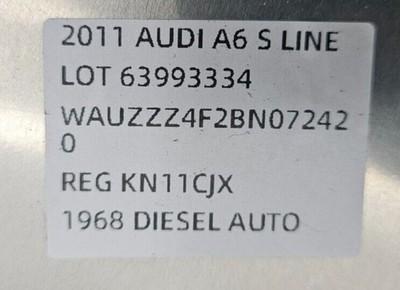 2011 AUDI A6 S LINE
LOT 63993334
WAUZZZ4F2BN07242
0
REG KN11CJX
1968 DIESEL AUTO